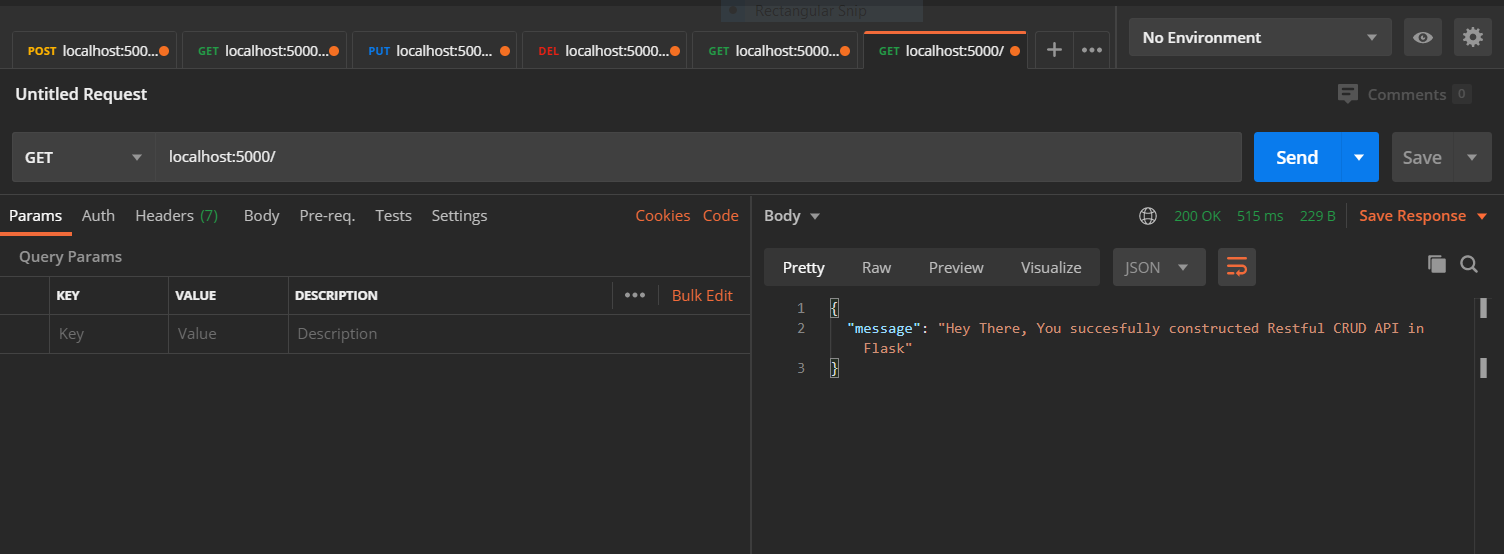 Rectangular Snip
POST localhost:500... GET localhost:5000... PUT localhost:500... DEL localhost:5000... GET localhost:5000... GET localhost:5000/ + ••• No Environment
Untitled Request Comments 0
GET localhost:5000/ Send Save
Params Auth Headers (7) Body Pre-req. Tests Settings Cookies Code Body 200 OK 515 ms 229 B Save Response
Query Params
Pretty Raw Preview Visualize JSON
KEY VALUE DESCRIPTION ••• Bulk Edit
Key Value Description
1 {
2 "message": "Hey There, You succesfully constructed Restful CRUD API in
Flask"
3 }